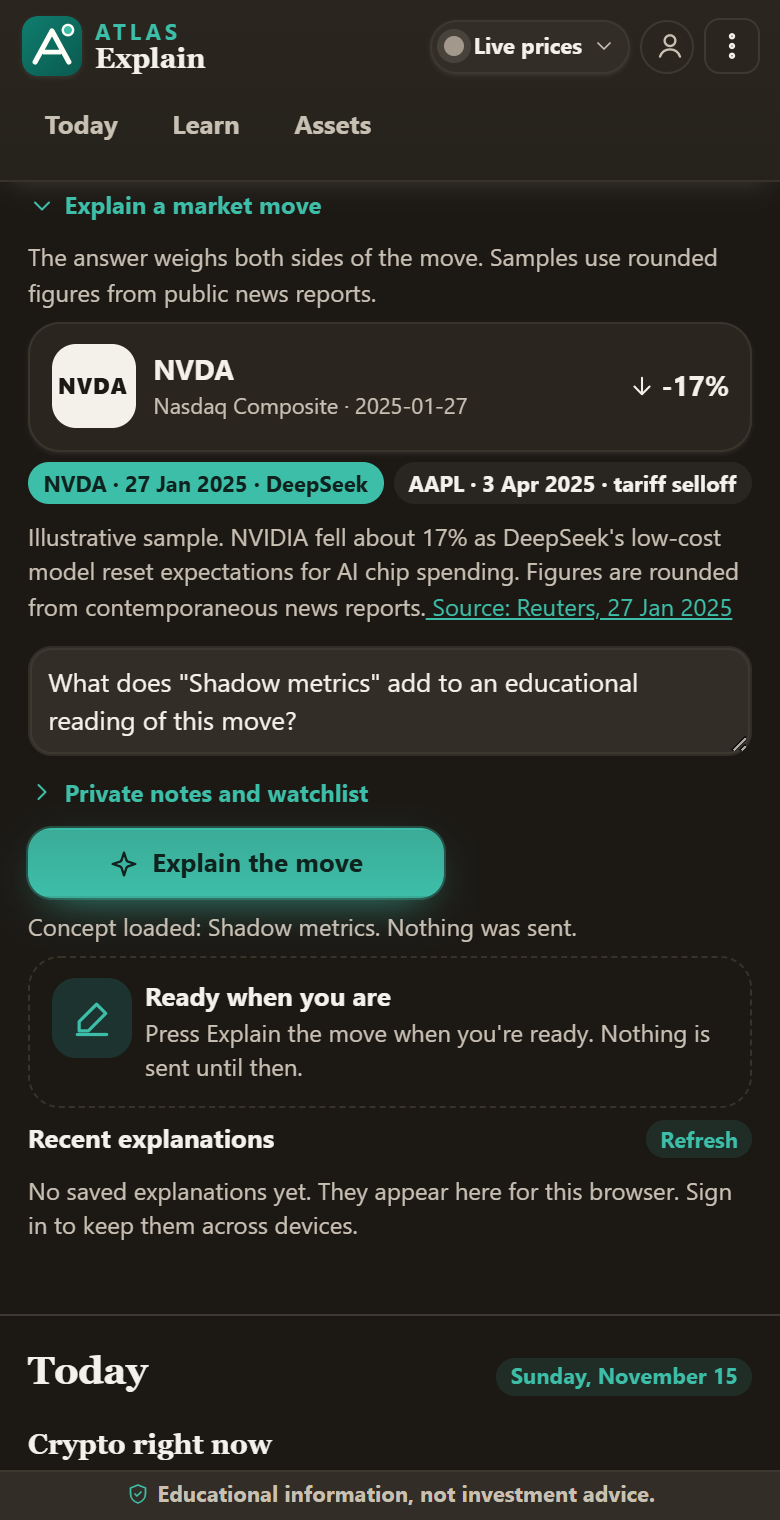 ATLAS
Explain
Live prices
Today Learn Assets
Explain a market move
The answer weighs both sides of the move. Samples use rounded
figures from public news reports.
NVDA
NVDA
Nasdaq Composite · 2025-01-27
↓ -17%
NVDA · 27 Jan 2025 · DeepSeek
AAPL · 3 Apr 2025 · tariff selloff
Illustrative sample. NVIDIA fell about 17% as DeepSeek's low-cost
model reset expectations for AI chip spending. Figures are rounded
from contemporaneous news reports. Source: Reuters, 27 Jan 2025
What does "Shadow metrics" add to an educational
reading of this move?
Private notes and watchlist
Explain the move
Concept loaded: Shadow metrics. Nothing was sent.
Ready when you are
Press Explain the move when you're ready. Nothing is
sent until then.
Recent explanations
Refresh
No saved explanations yet. They appear here for this browser. Sign
in to keep them across devices.
Today
Sunday, November 15
Crypto right now
Educational information, not investment advice.